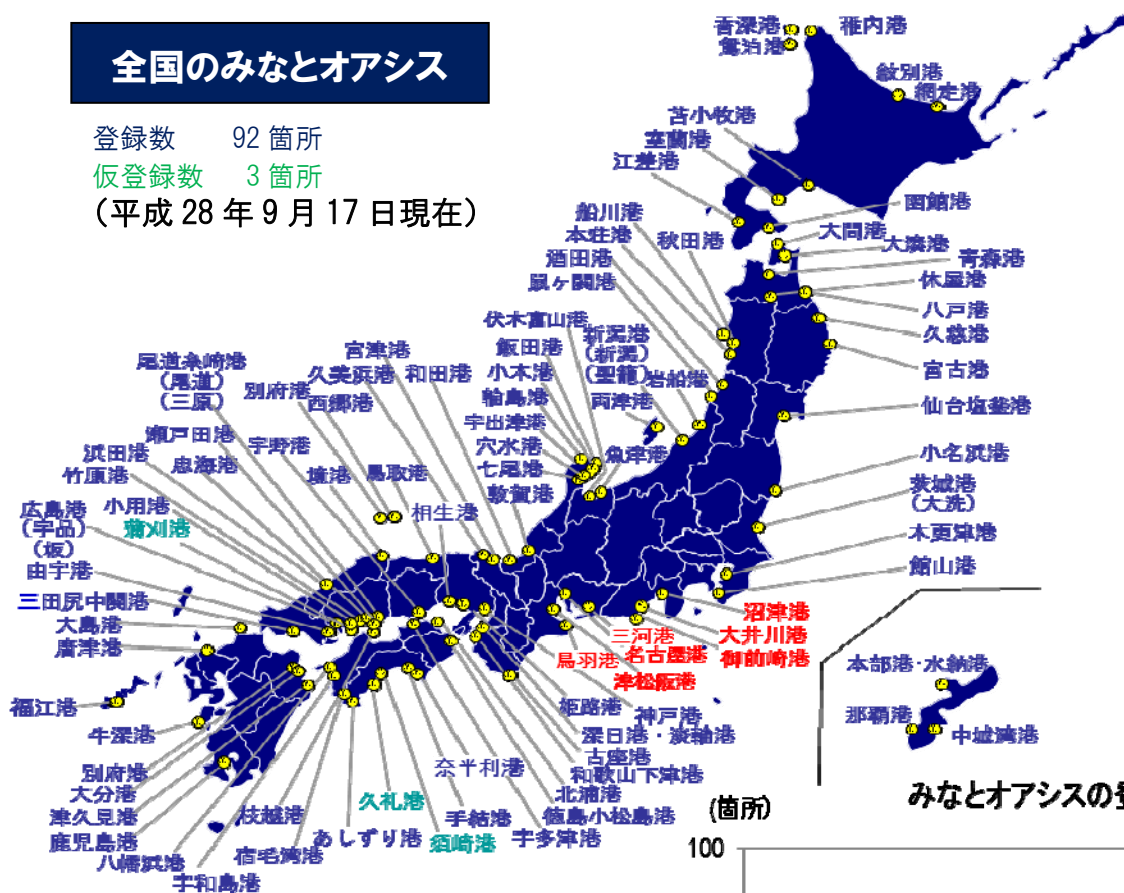 全国のみなとオアシス
登録数 92 箇所
仮登録数 3 箇所
(平成 28 年 9 月 17 日現在)
香深港
鴛泊港
稚内港
紋別港
網走港
苫小牧港
室蘭港
江差港
函館港
大間港
大湊港
青森港
休屋港
八戸港
久慈港
宮古港
仙台塩釜港
小名浜港
茨城港
(大洗)
木更津港
館山港
船川港
本荘港
秋田港
酒田港
鼠ヶ関港
伏木富山港
飯田港
小木港
輪島港
宇出津港
穴水港
七尾港
敦賀港
新潟港
(新潟)
(聖籠)
岩船港
両津港
魚津港
宮津港
久美浜港
和田港
別府港
西郷港
尾道糸崎港
(尾道)
(三原)
瀬戸田港
宇野港
浜田港
忠海港
境港
鳥取港
竹原港
小用港
相生港
広島港
(宇品)
(坂)
蒲刈港
由宇港
三田尻中関港
大島港
福江港
牛深港
別府港
大分港
津久見港
鹿児島港
八幡浜港
宇和島港
宿毛湾港
あしずり港
久礼港
須崎港
手結港
奈半利港
宇多津港
徳島小松島港
北浦港
和歌山下津港
古座港
深日港・淡輪港
神戸港
姫路港
沼津港
大井川港
御前崎港
三河港
名古屋港
津松阪港
鳥羽港
本部港・水納港
那覇港
中城湾港
みなとオアシスの登
(箇所)
100